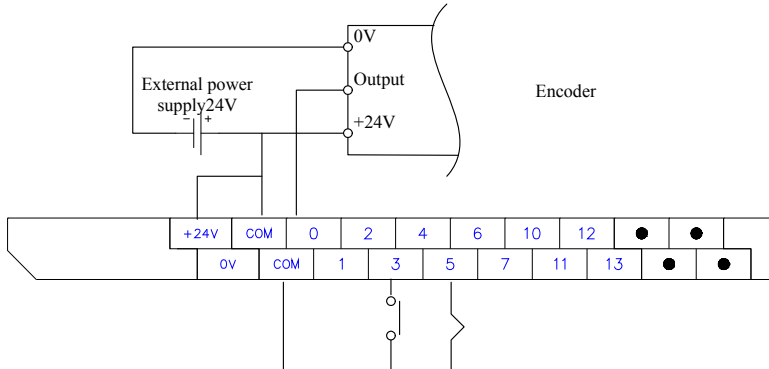 0V
Output
+24V
External power
supply24V
- +
Encoder
+24V COM 0 2 4 6 10 12
0V COM 1 3 5 7 11 13